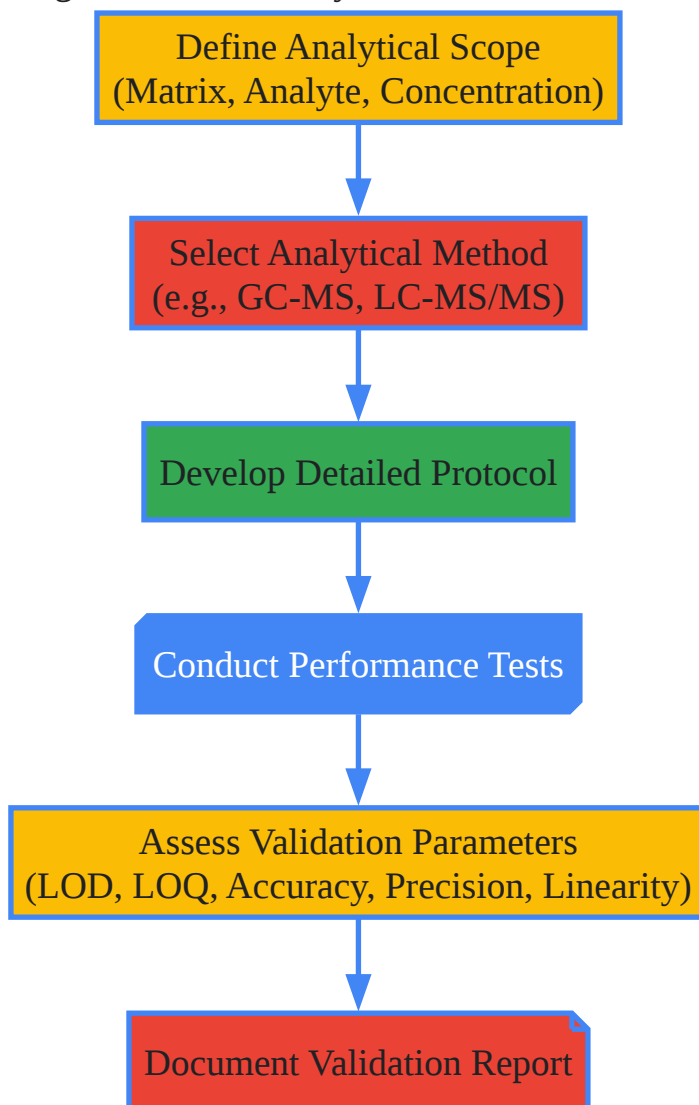 Define Analytical Scope
(Matrix, Analyte, Concentration)
Select Analytical Method
(e.g., GC-MS, LC-MS/MS)
Develop Detailed Protocol
Conduct Performance Tests
Assess Validation Parameters
(LOD, LOQ, Accuracy, Precision, Linearity)
Document Validation Report